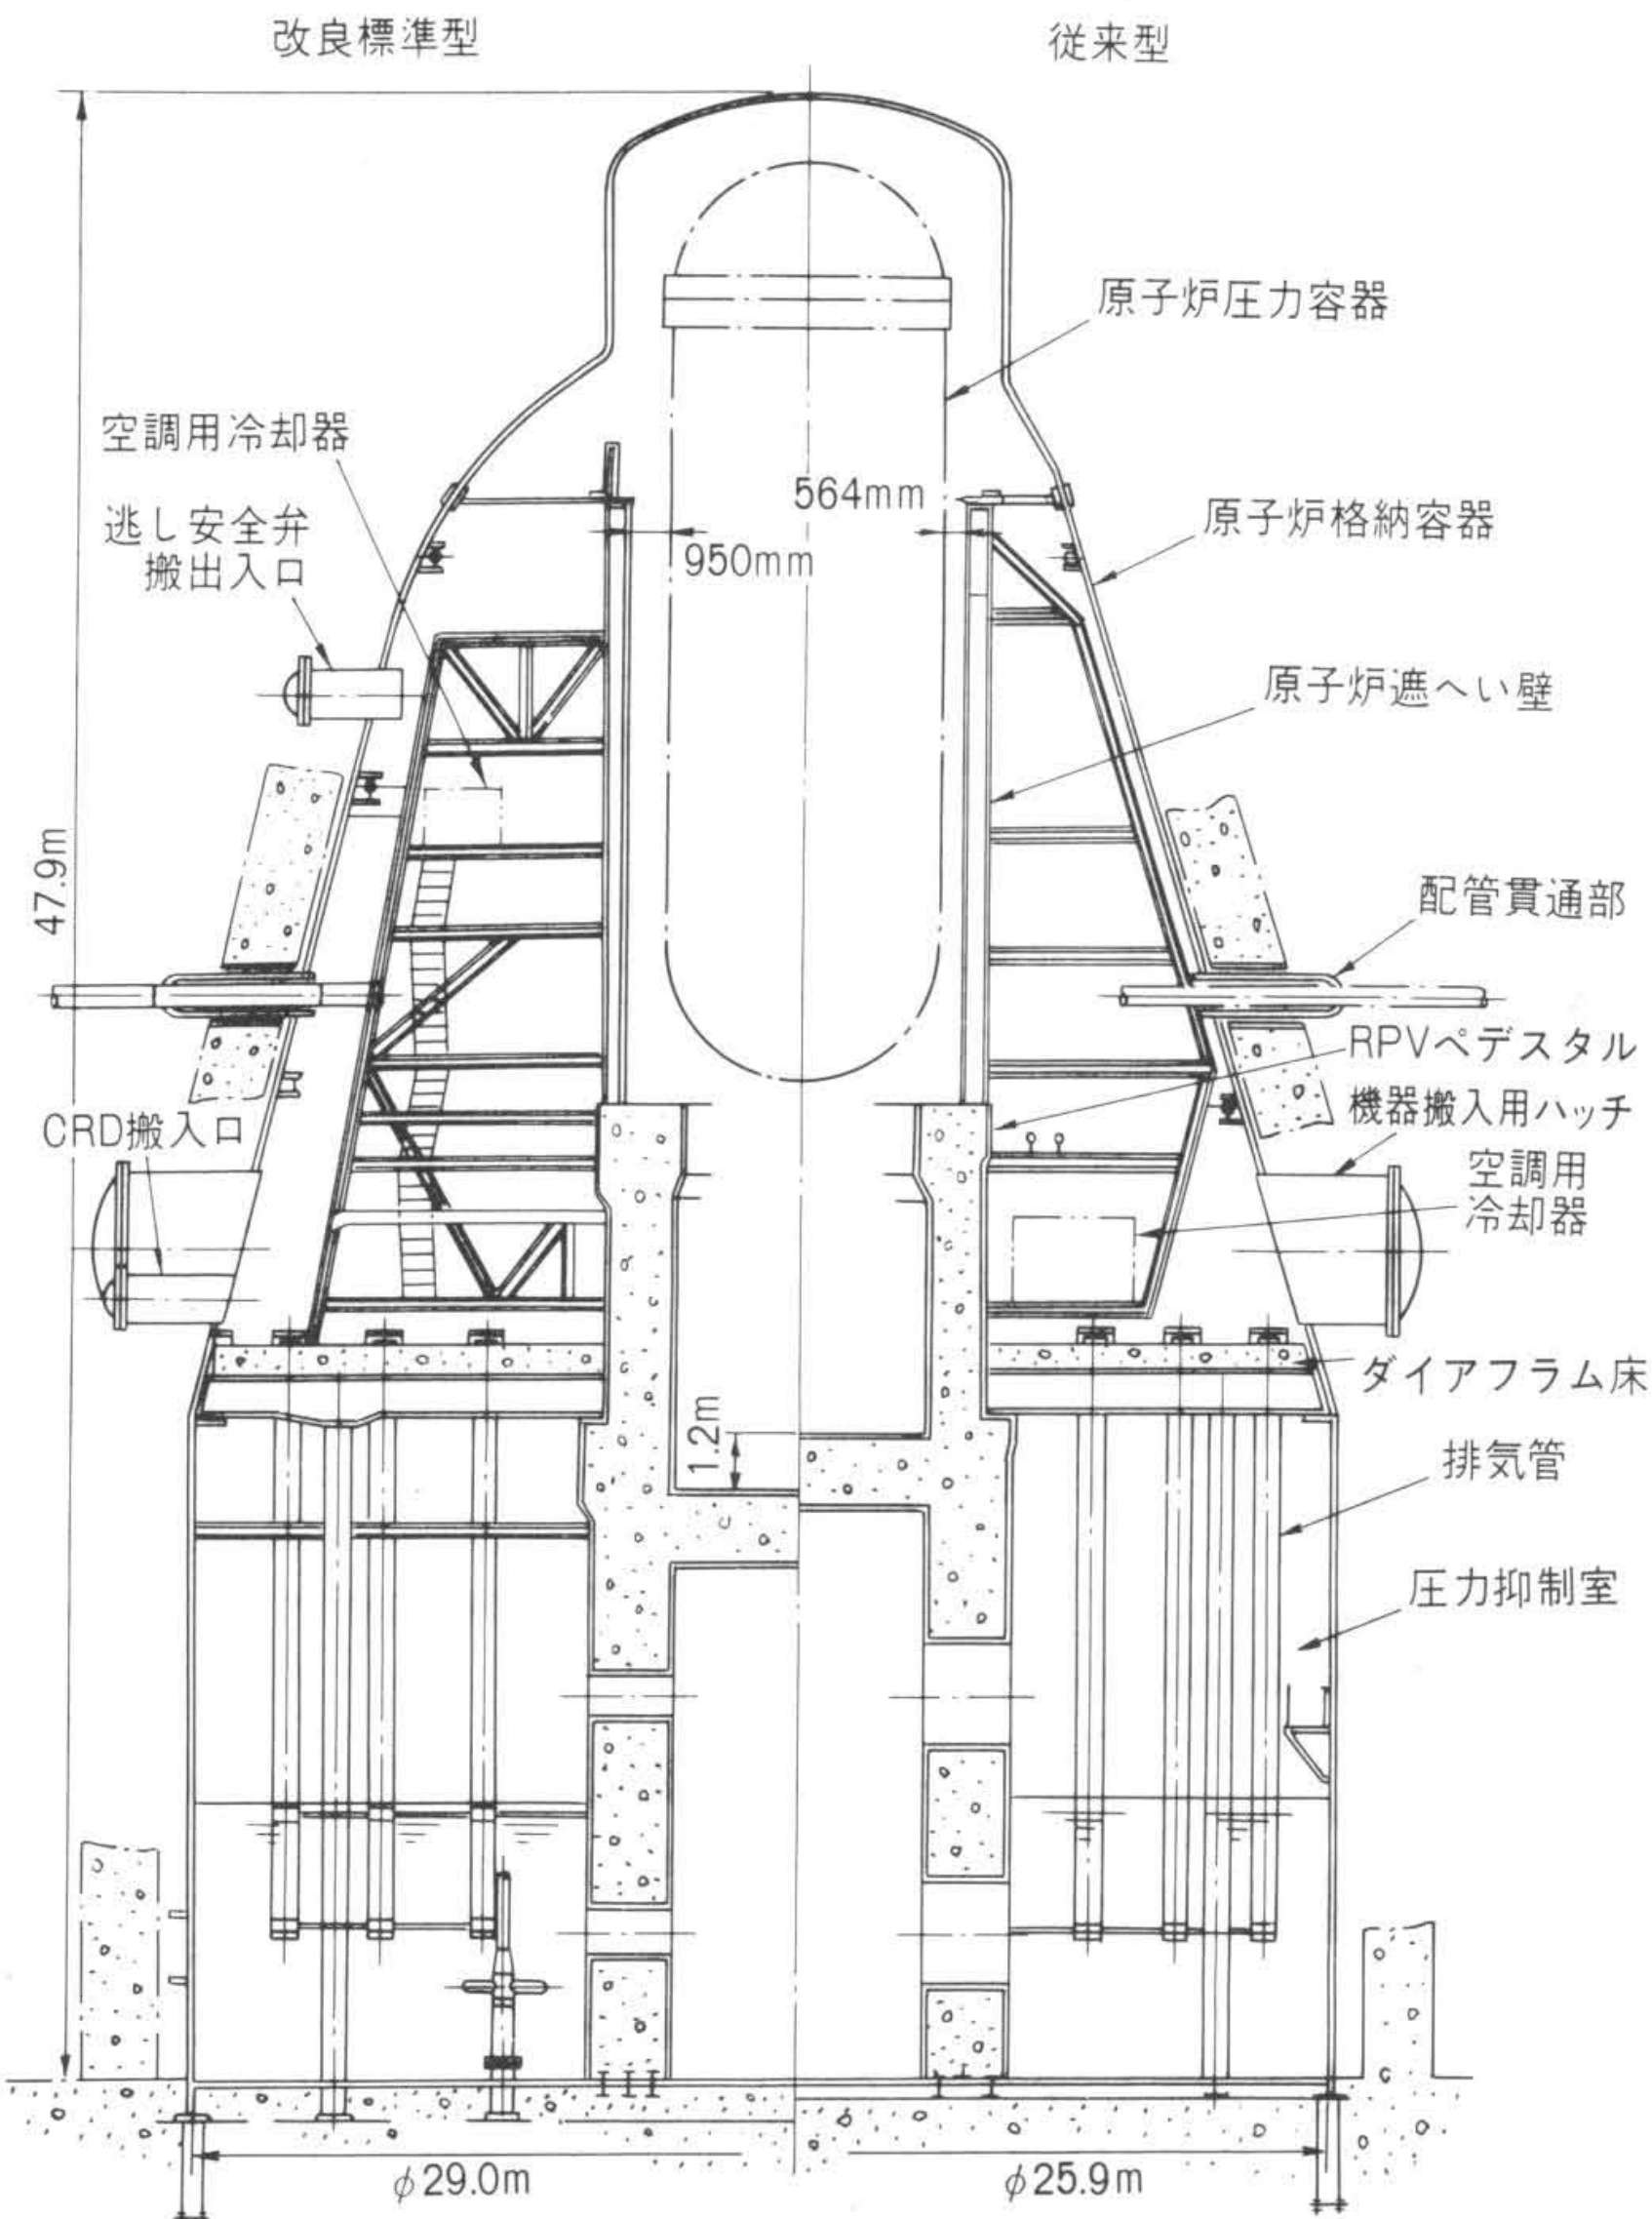 改良標準型
従来型
原子炉圧力容器
空調用冷却器
逃し安全弁
搬出入口
564mm
950mm
原子炉格納容器
原子炉遮へい壁
47.9m
配管貫通部
RPVペデスタル
CRD搬入口
機器搬入用ハッチ
空調用
冷却器
ダイアフラム床
1.2m
排気管
圧力抑制室
φ29.0m
φ25.9m